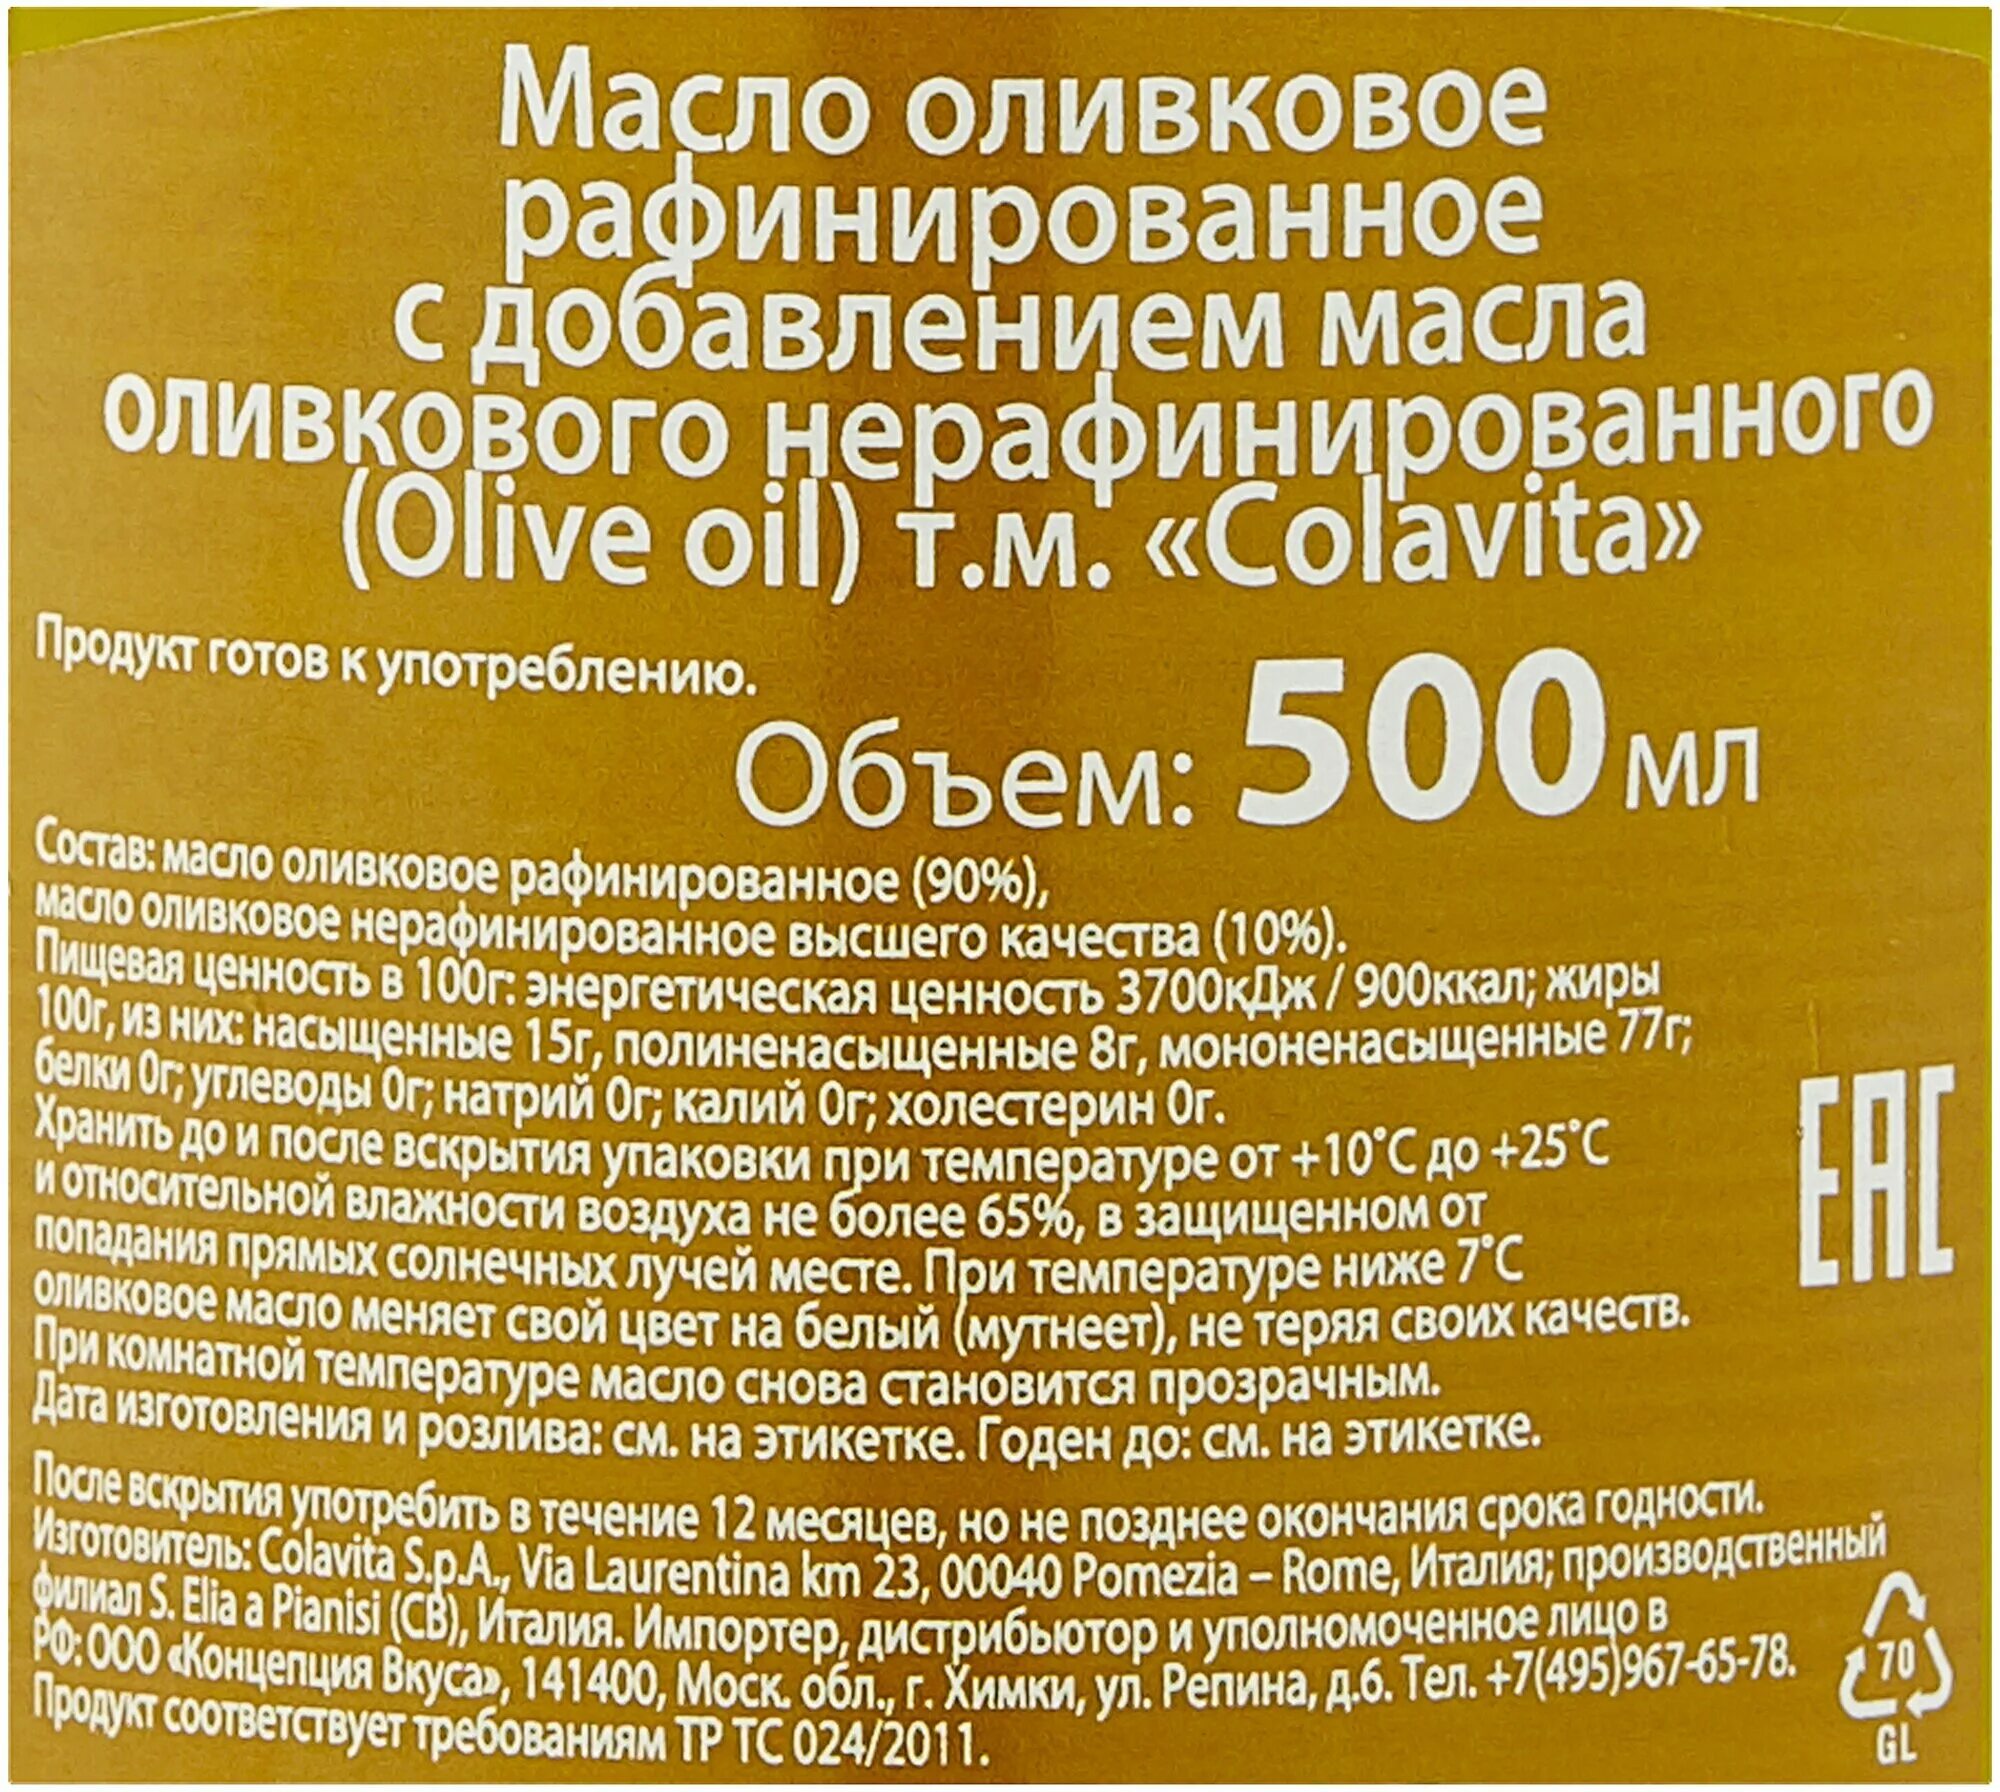 Масло оливковое
рафинированное
с добавлением масла
оливкового нерафинированного
(Olive oil) т.м. «Colavita»
Продукт готов к употреблению.
Объем: 500 мл
Состав: масло оливковое рафинированное (90%),
масло оливковое нерафинированное высшего качества (10%).
Пищевая ценность в 100г: энергетическая ценность 3700кДж / 900ккал; жиры
100г, из них: насыщенные 15г, полиненасыщенные 8г, мононенасыщенные 77г;
белки 0г; углеводы 0г; натрий 0г; калий 0г; холестерин 0г.
Хранить до и после вскрытия упаковки при температуре от +10°С до +25°С
и относительной влажности воздуха не более 65%, в защищенном от
попадания прямых солнечных лучей месте. При температуре ниже 7°С
оливковое масло меняет свой цвет на белый (мутнеет), не теряя своих качеств.
При комнатной температуре масло снова становится прозрачным.
Дата изготовления и розлива: см. на этикетке. Годен до: см. на этикетке.
EAC
После вскрытия употребить в течение 12 месяцев, но не позднее окончания срока годности.
Изготовитель: Colavita S.p.A., Via Laurentina km 23, 00040 Pomezia – Rome, Италия; производственный
филиал S. Elia a Pianisi (CB), Италия. Импортер, дистрибьютор и уполномоченное лицо в
РФ: ООО «Концепция Вкуса», 141400, Моск. обл., г. Химки, ул. Репина, д.6. Тел. +7(495)967-65-78.
Продукт соответствует требованиям ТР ТС 024/2011.
70
GL